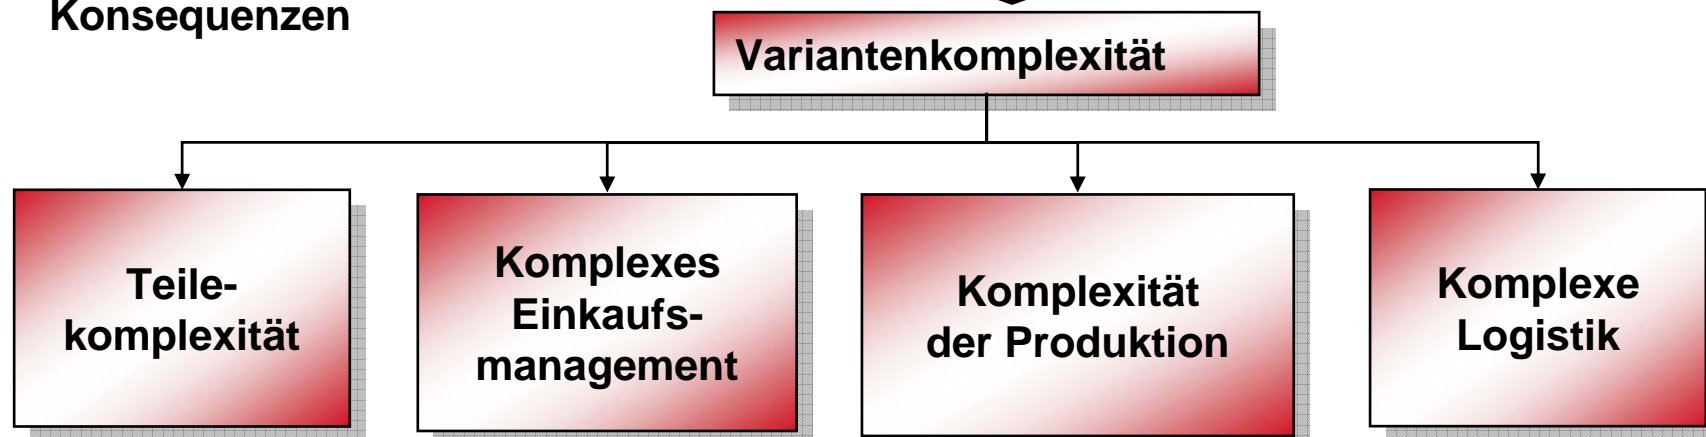 Konsequenzen
Variantenkomplexität
Teile-
komplexität
Komplexes
Einkaufs-
management
Komplexität
der Produktion
Komplexe
Logistik